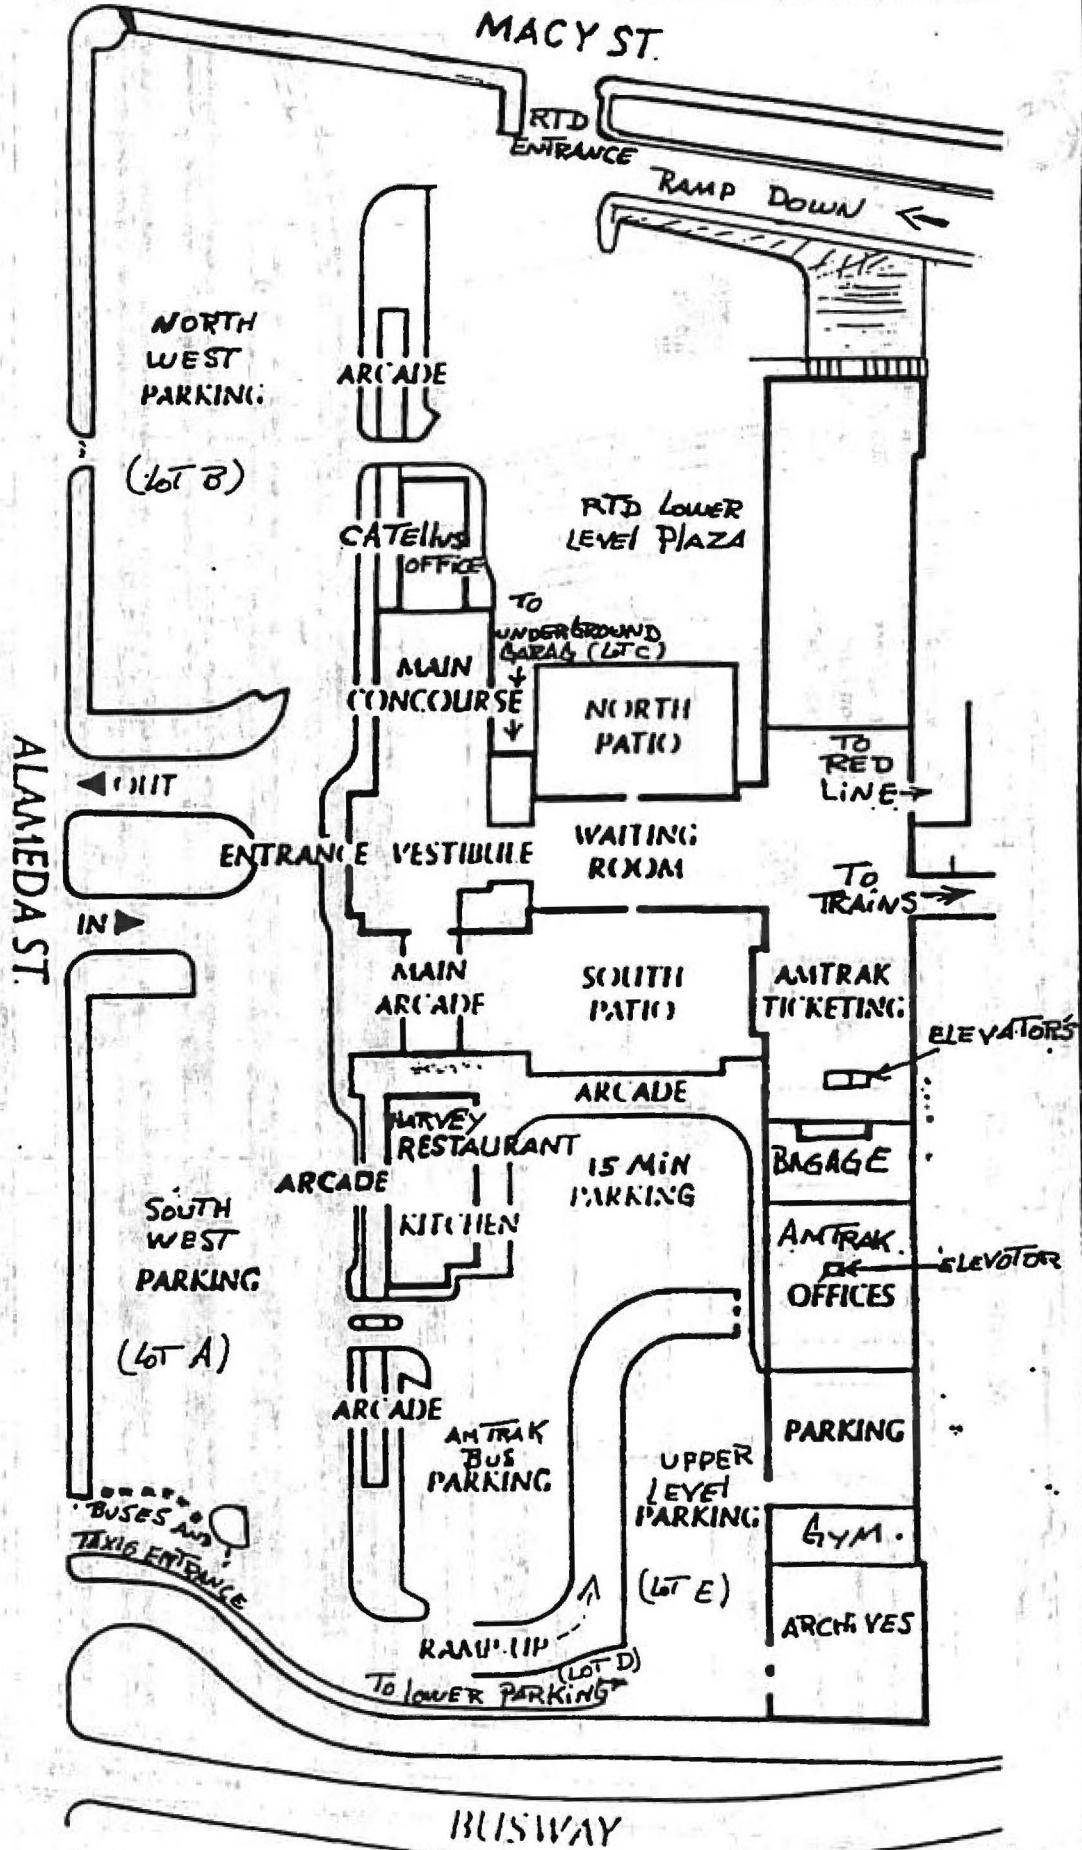 MACY ST.
RTD
ENTRANCE
RAMP DOWN
NORTH
WEST
PARKING
(LOT B)
ARCADE
CATEllus
OFFICE
RTD LOWER
LEVEl PlAZA
TO
UNDERGROUND
GARAG (LOT C)
MAIN
CONCOURSE
NORTH
PATIO
TO
RED
LINE
ALAMEDA ST.
OUT
ENTRANCE
VESTIBULE
WAITING
ROOM
TO
TRAINS
IN
MAIN
ARCADE
SOUTH
PATIO
AMTRAK
TICKETING
ELEVATORS
ARCADE
HARVEY
RESTAURANT
15 MiN
PARKING
BAGAGE
ARCADE
KITCHEN
SOUTH
WEST
PARKING
(LOT A)
AMTRAK
OFFICES
ELEVOTOR
ARCADE
AMTRAK
BUS
PARKING
UPPER
LEVEl
PARKING
(LOT E)
PARKING
GYM.
ARCHiVES
BUSES AND
TAXIS ENTRANCE
RAMP UP
(LOT D)
TO lOWER PARKING
BUSWAY